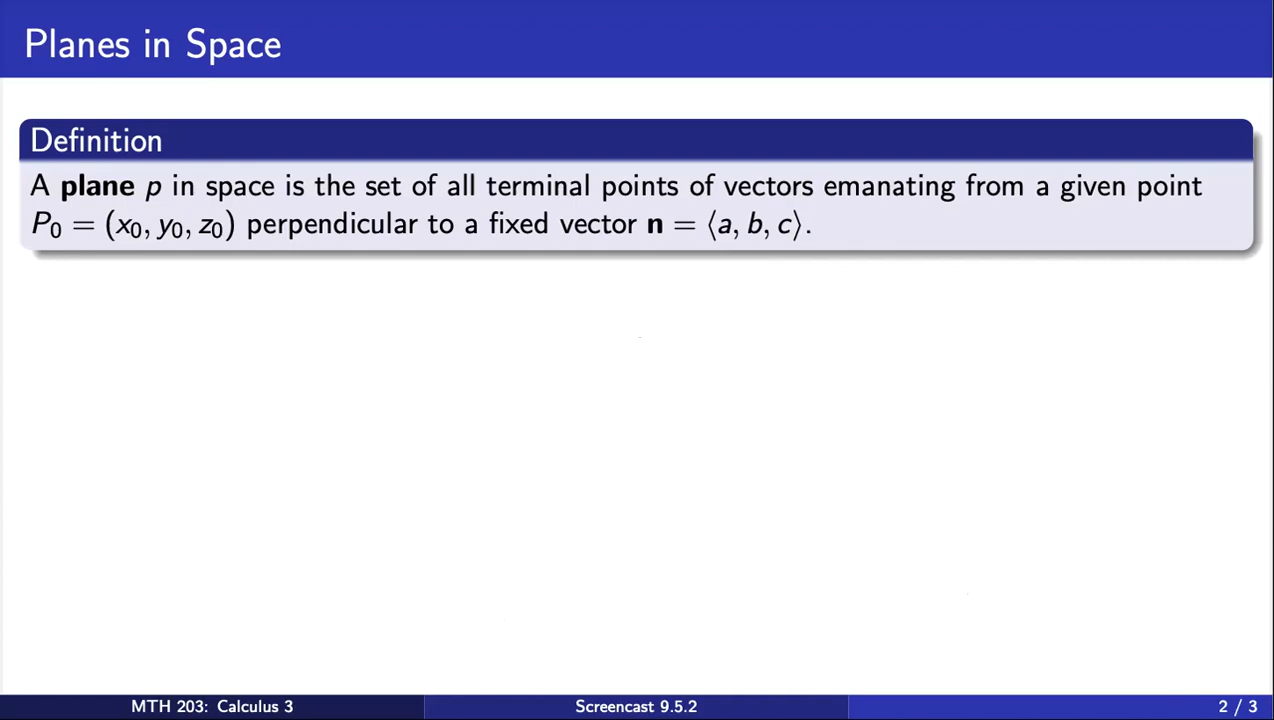 Planes in Space
Definition
A plane p in space is the set of all terminal points of vectors emanating from a given point
P₀ = (x₀, y₀, z₀) perpendicular to a fixed vector n = ⟨a, b, c⟩.
MTH 203: Calculus 3 Screencast 9.5.2 2 / 3